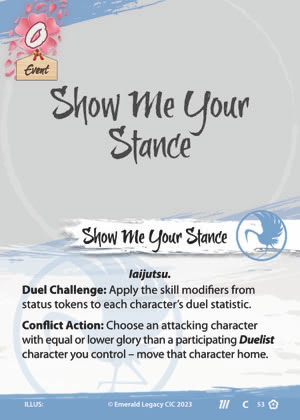 0
Event
Show Me Your
Stance
Show Me Your Stance
Iaijutsu.
Duel Challenge: Apply the skill modifiers from
status tokens to each character's duel statistic.
Conflict Action: Choose an attacking character
with equal or lower glory than a participating Duelist
character you control – move that character home.
ILLUS: © Emerald Legacy CIC 2023 C 53